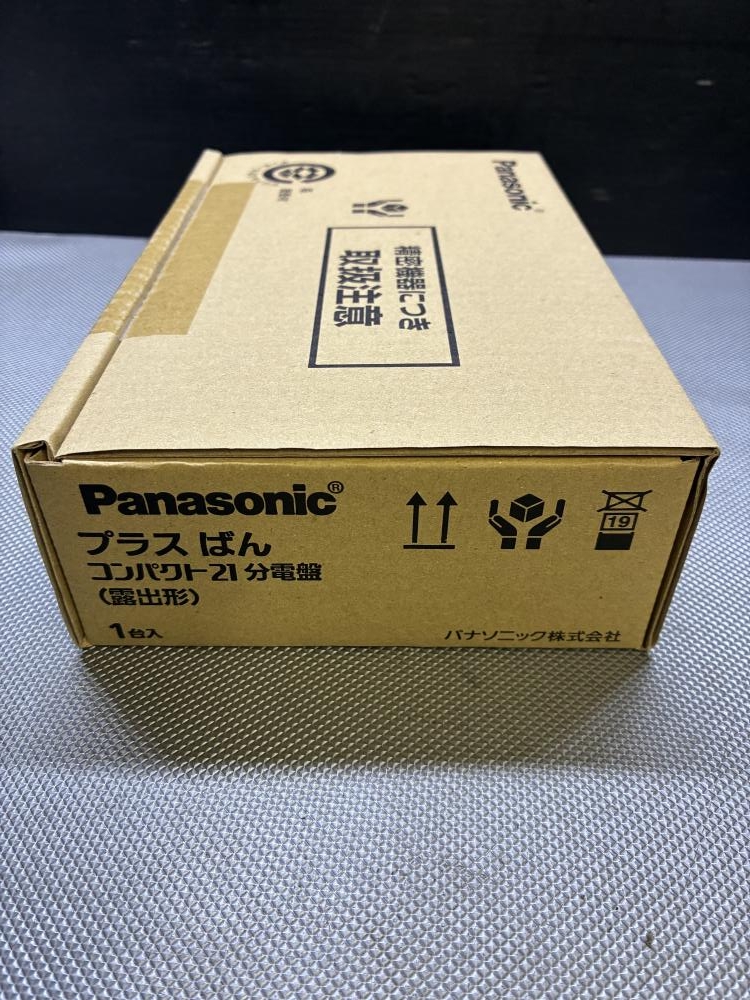 Panasonic®
精密機器につき
取扱注意
Panasonic®
プラス ばん
コンパクト21 分電盤
(露出形)
1台入
19
パナソニック株式会社